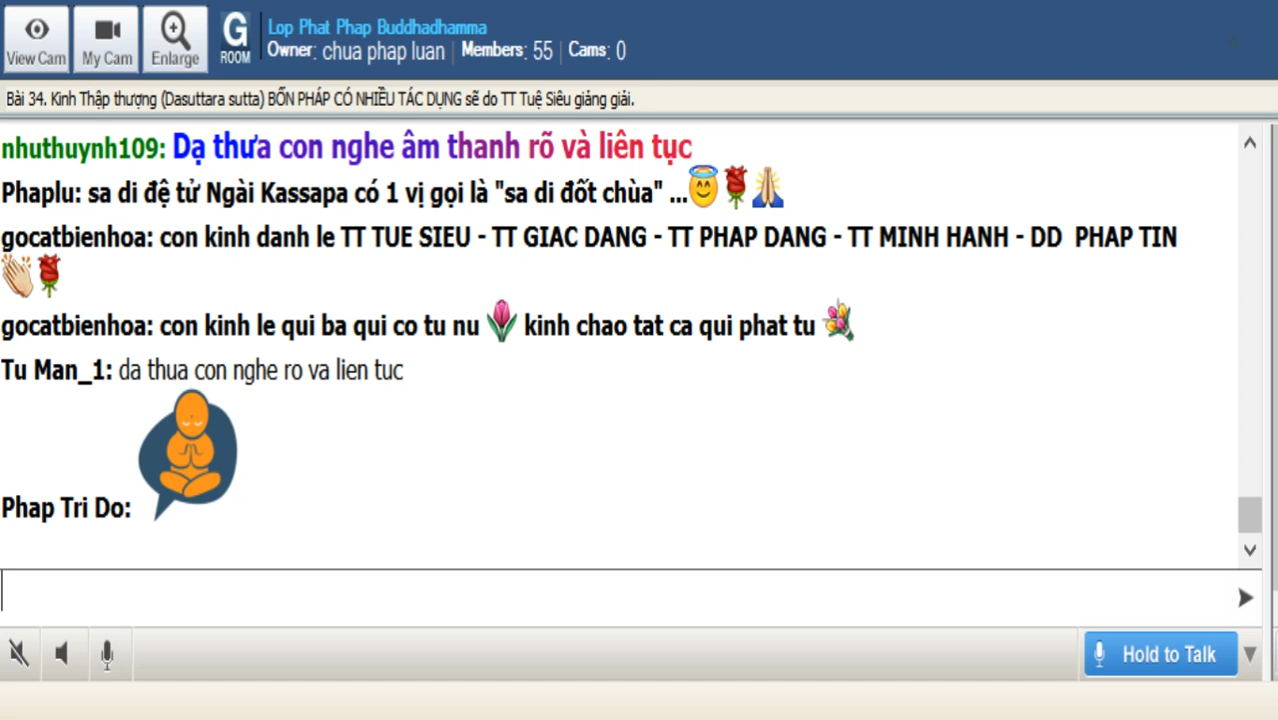 Lop Phat Phap Buddhadhamma
View Cam My Cam Enlarge G ROOM Owner: chua phap luan | Members: 55 | Cams: 0
Bài 34. Kinh Thập thượng (Dasuttara sutta) BỐN PHÁP CÓ NHIỀU TÁC DỤNG sẽ do TT Tuệ Siêu giảng giải.
nhuthuynh109: Dạ thưa con nghe âm thanh rõ và liên tục
Phaplu: sa di đệ tử Ngài Kassapa có 1 vị gọi là "sa di đốt chùa" ...
gocatbienhoa: con kinh danh le TT TUE SIEU - TT GIAC DANG - TT PHAP DANG - TT MINH HANH - DD PHAP TIN
gocatbienhoa: con kinh le qui ba qui co tu nu kinh chao tat ca qui phat tu
Tu Man_1: da thua con nghe ro va lien tuc
Phap Tri Do:
Hold to Talk